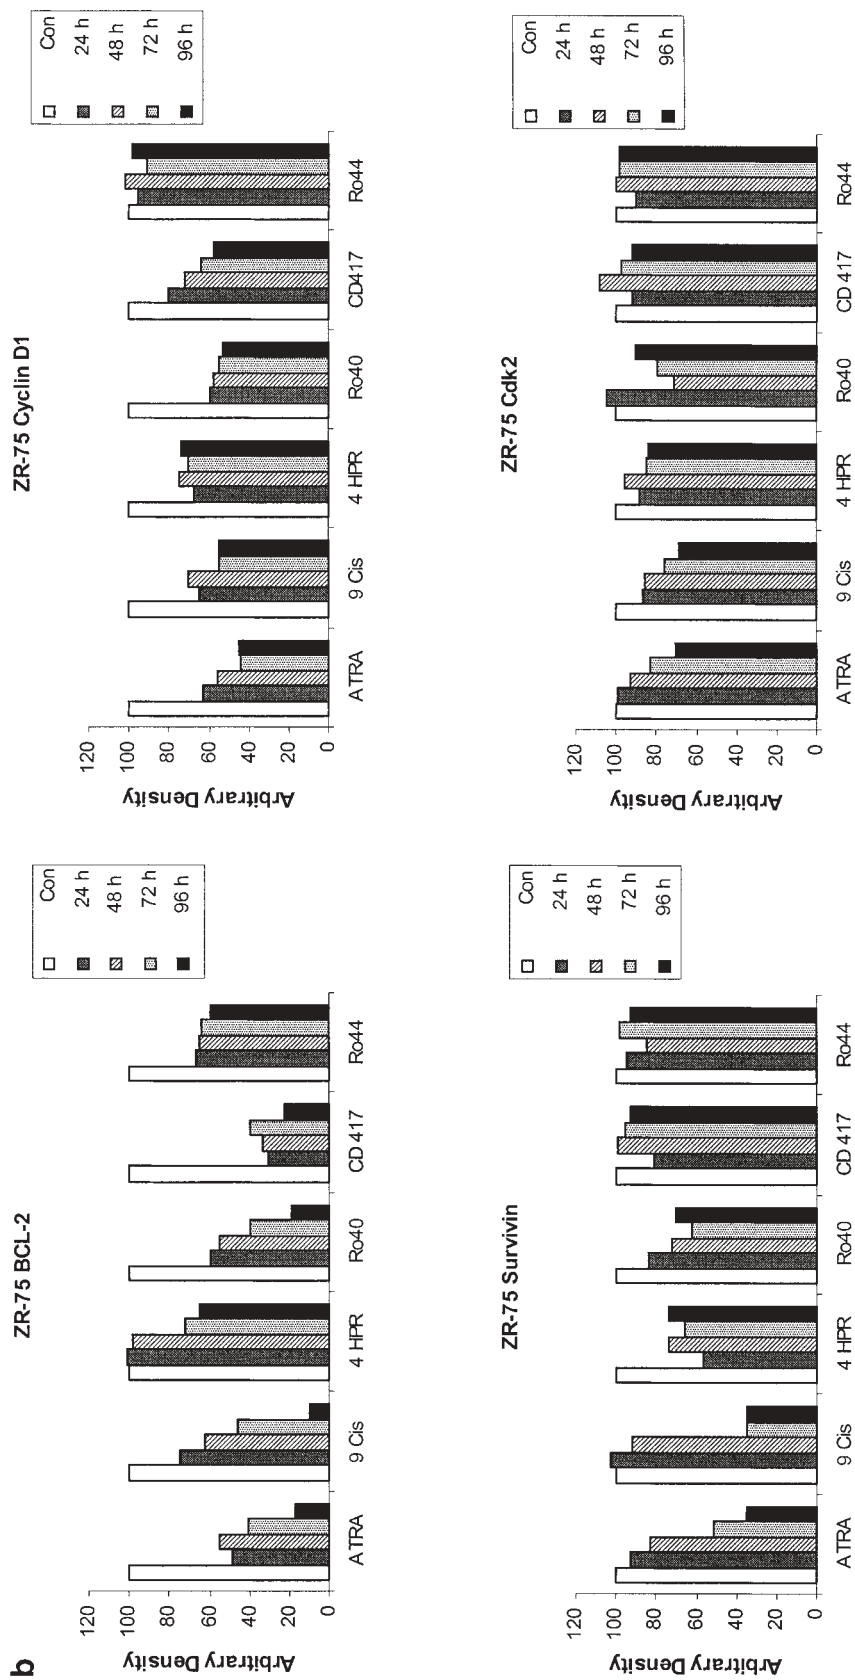 b
ZR-75 BCL-2
Arbitrary Density
120
100
80
60
40
20
0
ATRA
9 Cis
4 HPR
Ro40
CD 417
Ro44
Con
24 h
48 h
72 h
96 h
ZR-75 Cyclin D1
Arbitrary Density
120
100
80
60
40
20
0
ATRA
9 Cis
4 HPR
Ro40
CD417
Ro44
Con
24 h
48 h
72 h
96 h
ZR-75 Survivin
Arbitrary Density
120
100
80
60
40
20
0
ATRA
9 Cis
4 HPR
Ro40
CD 417
Ro44
Con
24 h
48 h
72 h
96 h
ZR-75 Cdk2
Arbitrary Density
120
100
80
60
40
20
0
ATRA
9 Cis
4 HPR
Ro40
CD 417
Ro44
Con
24 h
48 h
72 h
96 h